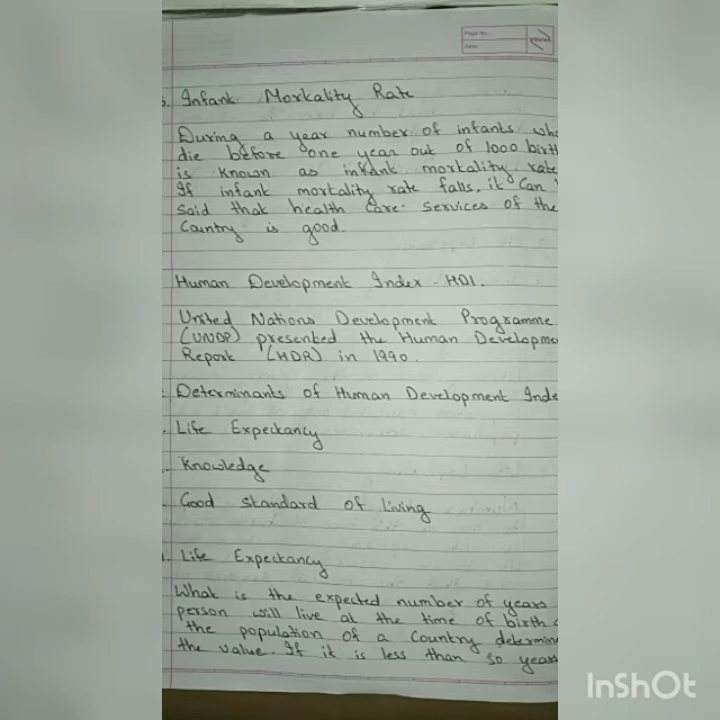 Page No.
Date
Infant Mortality Rate
During a year number of infants who
die before one year out of 1000 birth
is known as infant mortality rate
If infant mortality rate falls, it can
said that health care services of the
Country is good.
Human Development Index - HDI.
United Nations Development Programme
(UNDP) presented the Human Developme
Report (HDR) in 1990.
Determinants of Human Development Inde
Life Expectancy
Knowledge
Good standard of living
Life Expectancy
What is the expected number of years
person will live at the time of birth
the population of a Country determin
the value. If it is less than 50 years
InShOt